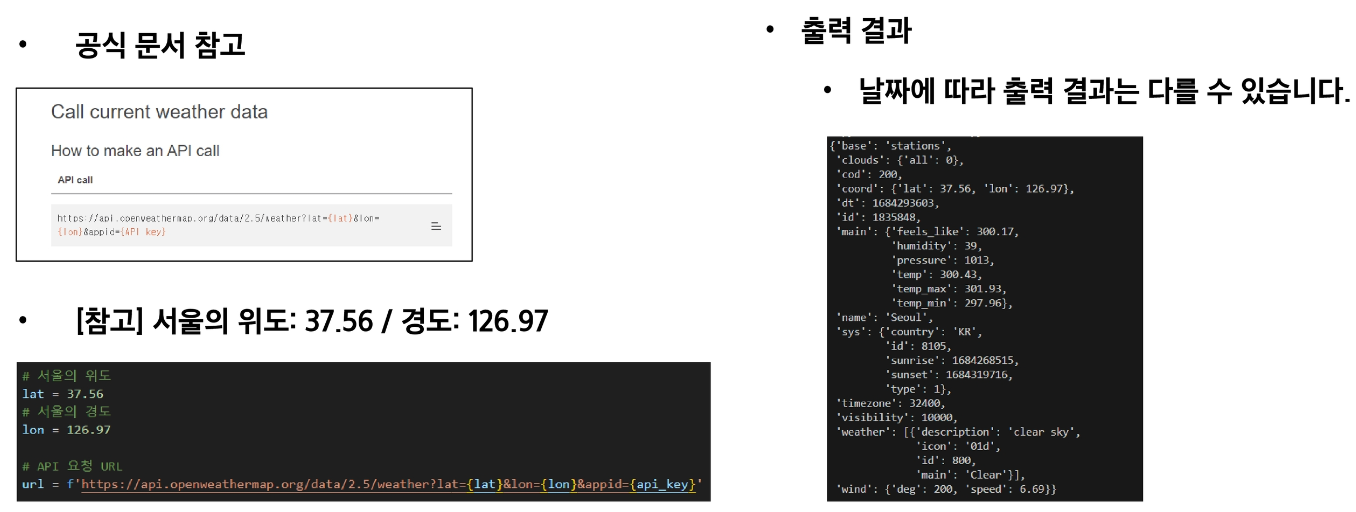 • 공식 문서 참고
Call current weather data
How to make an API call
API call
https://api.openweathermap.org/data/2.5/weather?lat={lat}&lon=
{lon}&appid={API key}
• [참고] 서울의 위도: 37.56 / 경도: 126.97
# 서울의 위도
lat = 37.56
# 서울의 경도
lon = 126.97
# API 요청 URL
url = f'https://api.openweathermap.org/data/2.5/weather?lat={lat}&lon={lon}&appid={api_key}'
• 출력 결과
• 날짜에 따라 출력 결과는 다를 수 있습니다.
{'base': 'stations',
'clouds': {'all': 0},
'cod': 200,
'coord': {'lat': 37.56, 'lon': 126.97},
'dt': 1684293603,
'id': 1835848,
'main': {'feels_like': 300.17,
'humidity': 39,
'pressure': 1013,
'temp': 300.43,
'temp_max': 301.93,
'temp_min': 297.96},
'name': 'Seoul',
'sys': {'country': 'KR',
'id': 8105,
'sunrise': 1684268515,
'sunset': 1684319716,
'type': 1},
'timezone': 32400,
'visibility': 10000,
'weather': [{'description': 'clear sky',
'icon': '01d',
'id': 800,
'main': 'Clear'}],
'wind': {'deg': 200, 'speed': 6.69}}